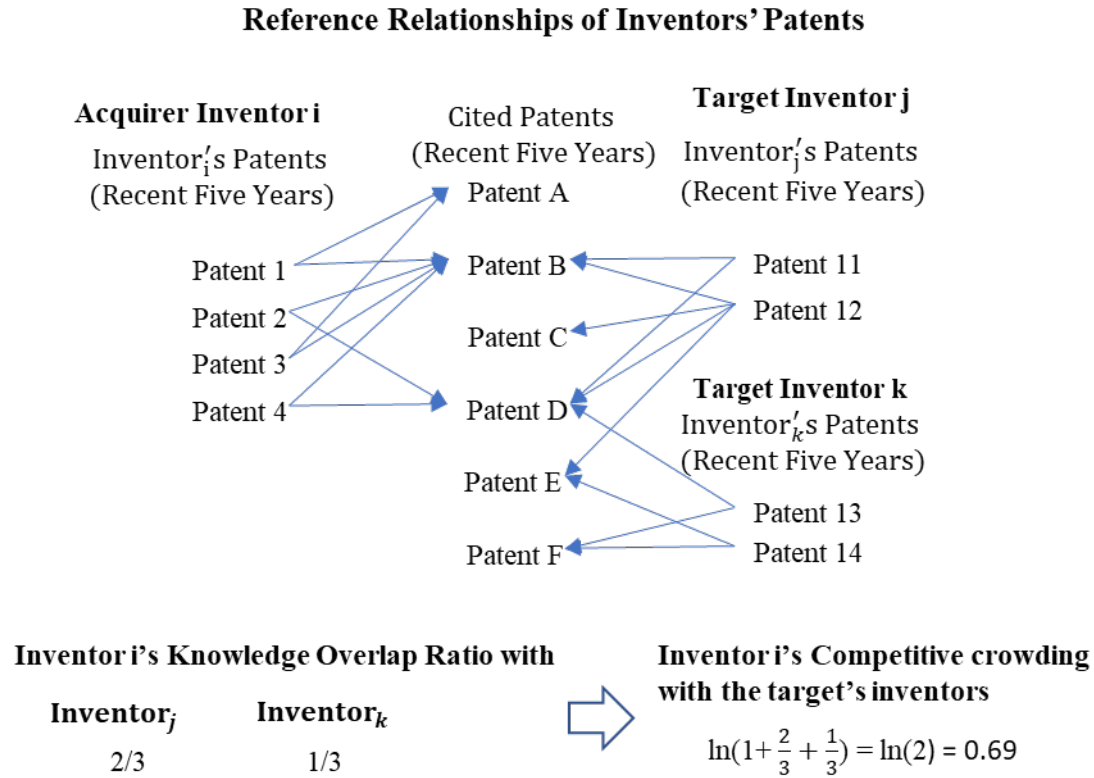 Reference Relationships of Inventors' Patents
Acquirer Inventor i
Inventor′ᵢs Patents
(Recent Five Years)
Patent 1
Patent 2
Patent 3
Patent 4
Cited Patents
(Recent Five Years)
Patent A
Patent B
Patent C
Patent D
Patent E
Patent F
Target Inventor j
Inventor′ⱼs Patents
(Recent Five Years)
Patent 11
Patent 12
Target Inventor k
Inventor′ₖs Patents
(Recent Five Years)
Patent 13
Patent 14
Inventor i's Knowledge Overlap Ratio with
Inventorⱼ Inventorₖ
2/3 1/3
Inventor i's Competitive crowding
with the target's inventors
ln(1+2/3 + 1/3) = ln(2) = 0.69